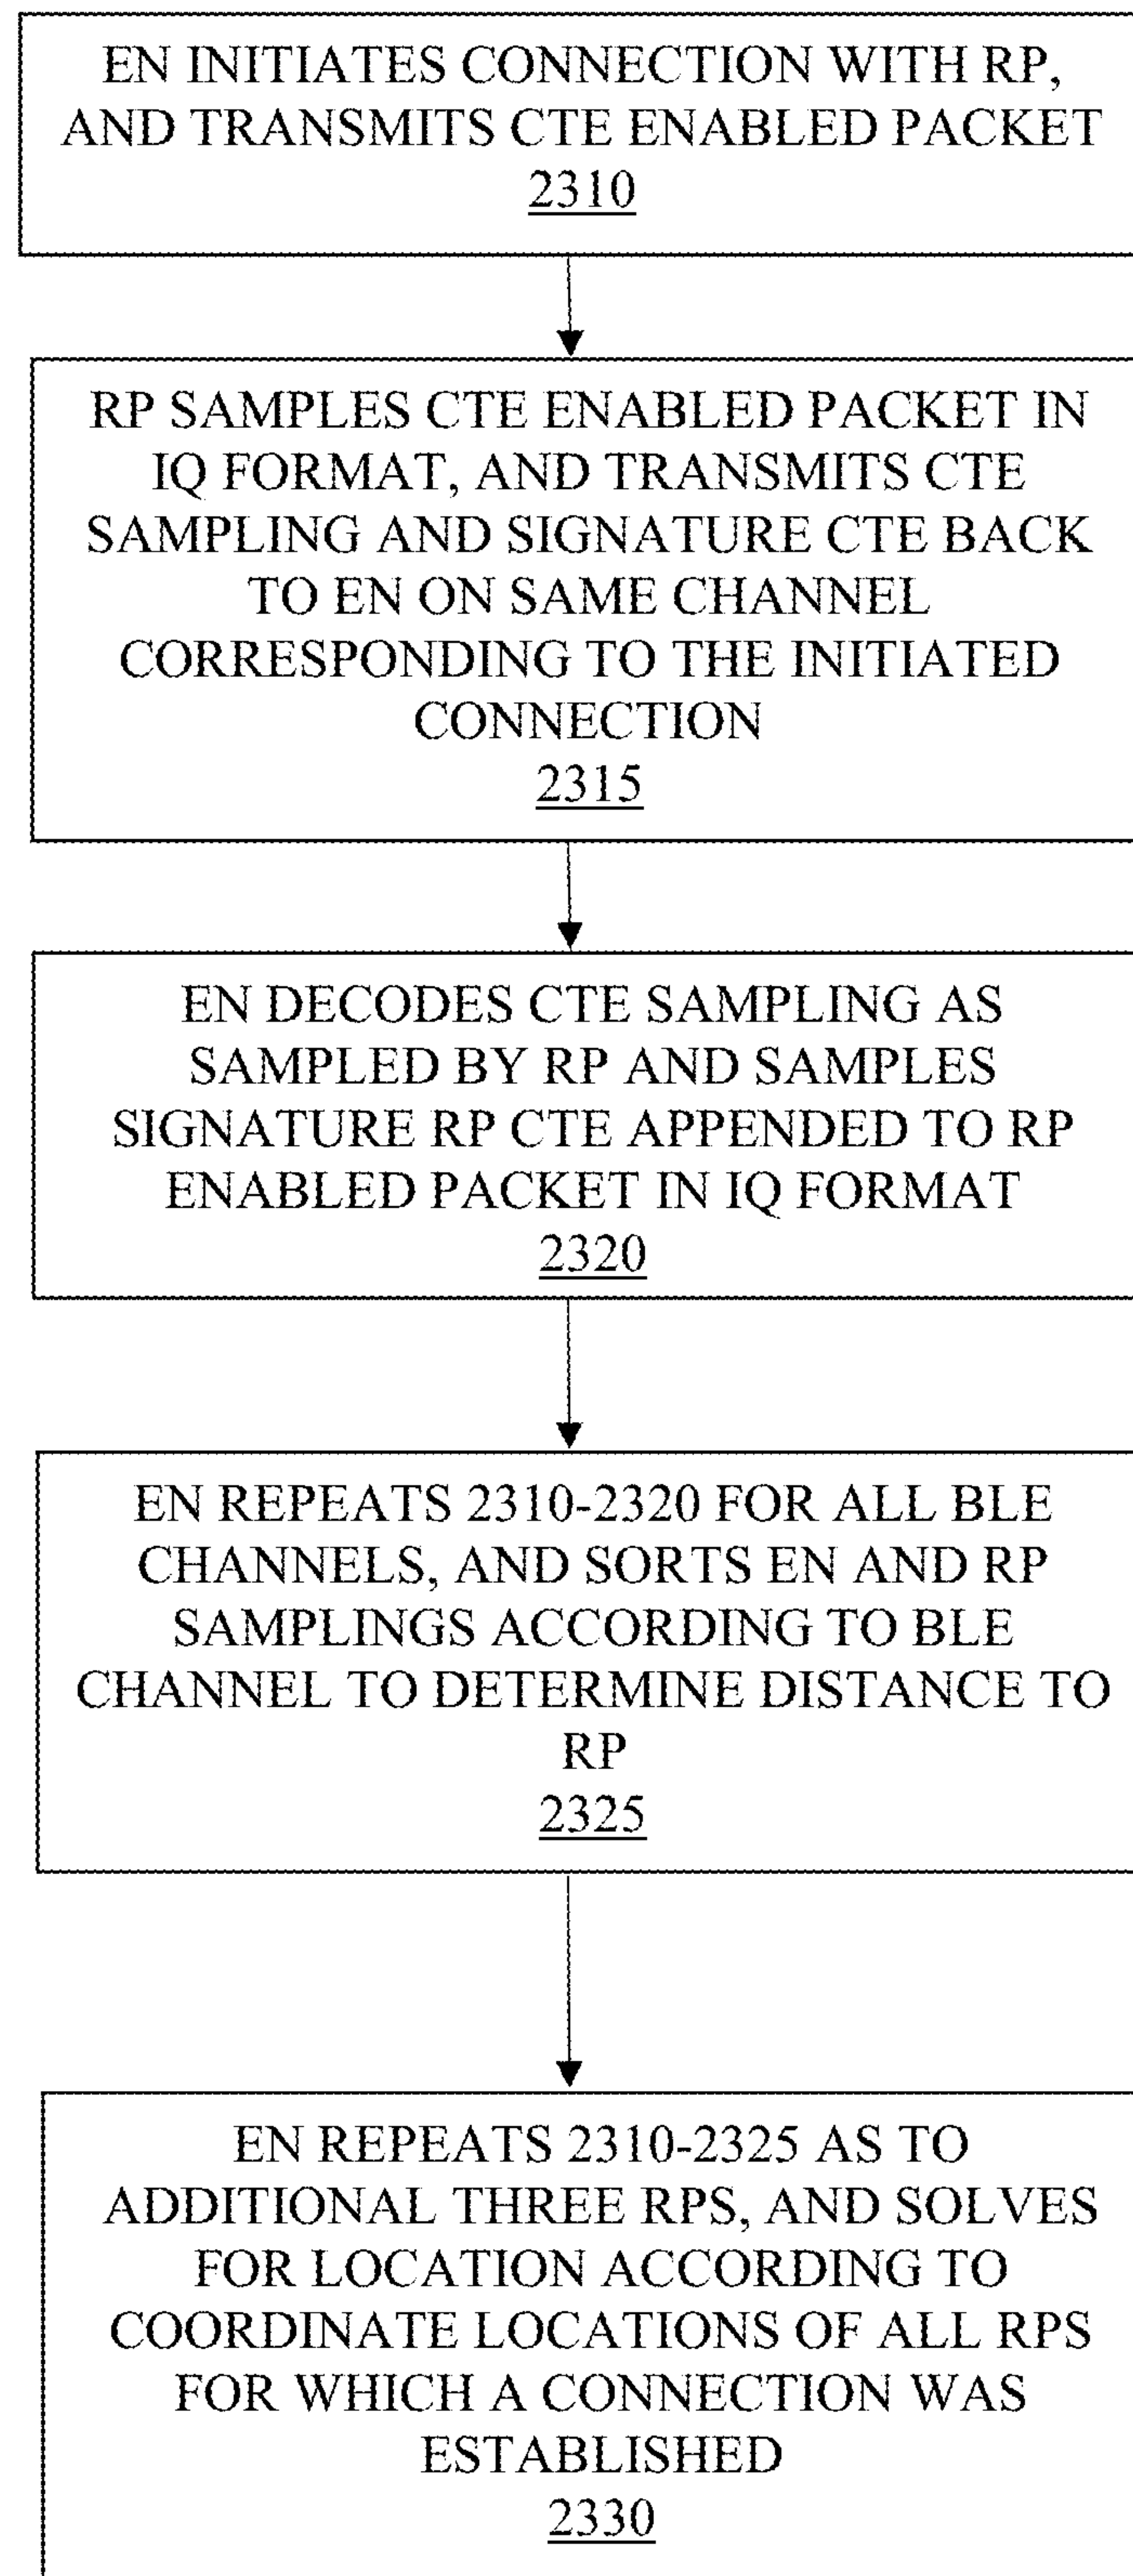 EN INITIATES CONNECTION WITH RP,
AND TRANSMITS CTE ENABLED PACKET
2310
RP SAMPLES CTE ENABLED PACKET IN
IQ FORMAT, AND TRANSMITS CTE
SAMPLING AND SIGNATURE CTE BACK
TO EN ON SAME CHANNEL
CORRESPONDING TO THE INITIATED
CONNECTION
2315
EN DECODES CTE SAMPLING AS
SAMPLED BY RP AND SAMPLES
SIGNATURE RP CTE APPENDED TO RP
ENABLED PACKET IN IQ FORMAT
2320
EN REPEATS 2310-2320 FOR ALL BLE
CHANNELS, AND SORTS EN AND RP
SAMPLINGS ACCORDING TO BLE
CHANNEL TO DETERMINE DISTANCE TO
RP
2325
EN REPEATS 2310-2325 AS TO
ADDITIONAL THREE RPS, AND SOLVES
FOR LOCATION ACCORDING TO
COORDINATE LOCATIONS OF ALL RPS
FOR WHICH A CONNECTION WAS
ESTABLISHED
2330